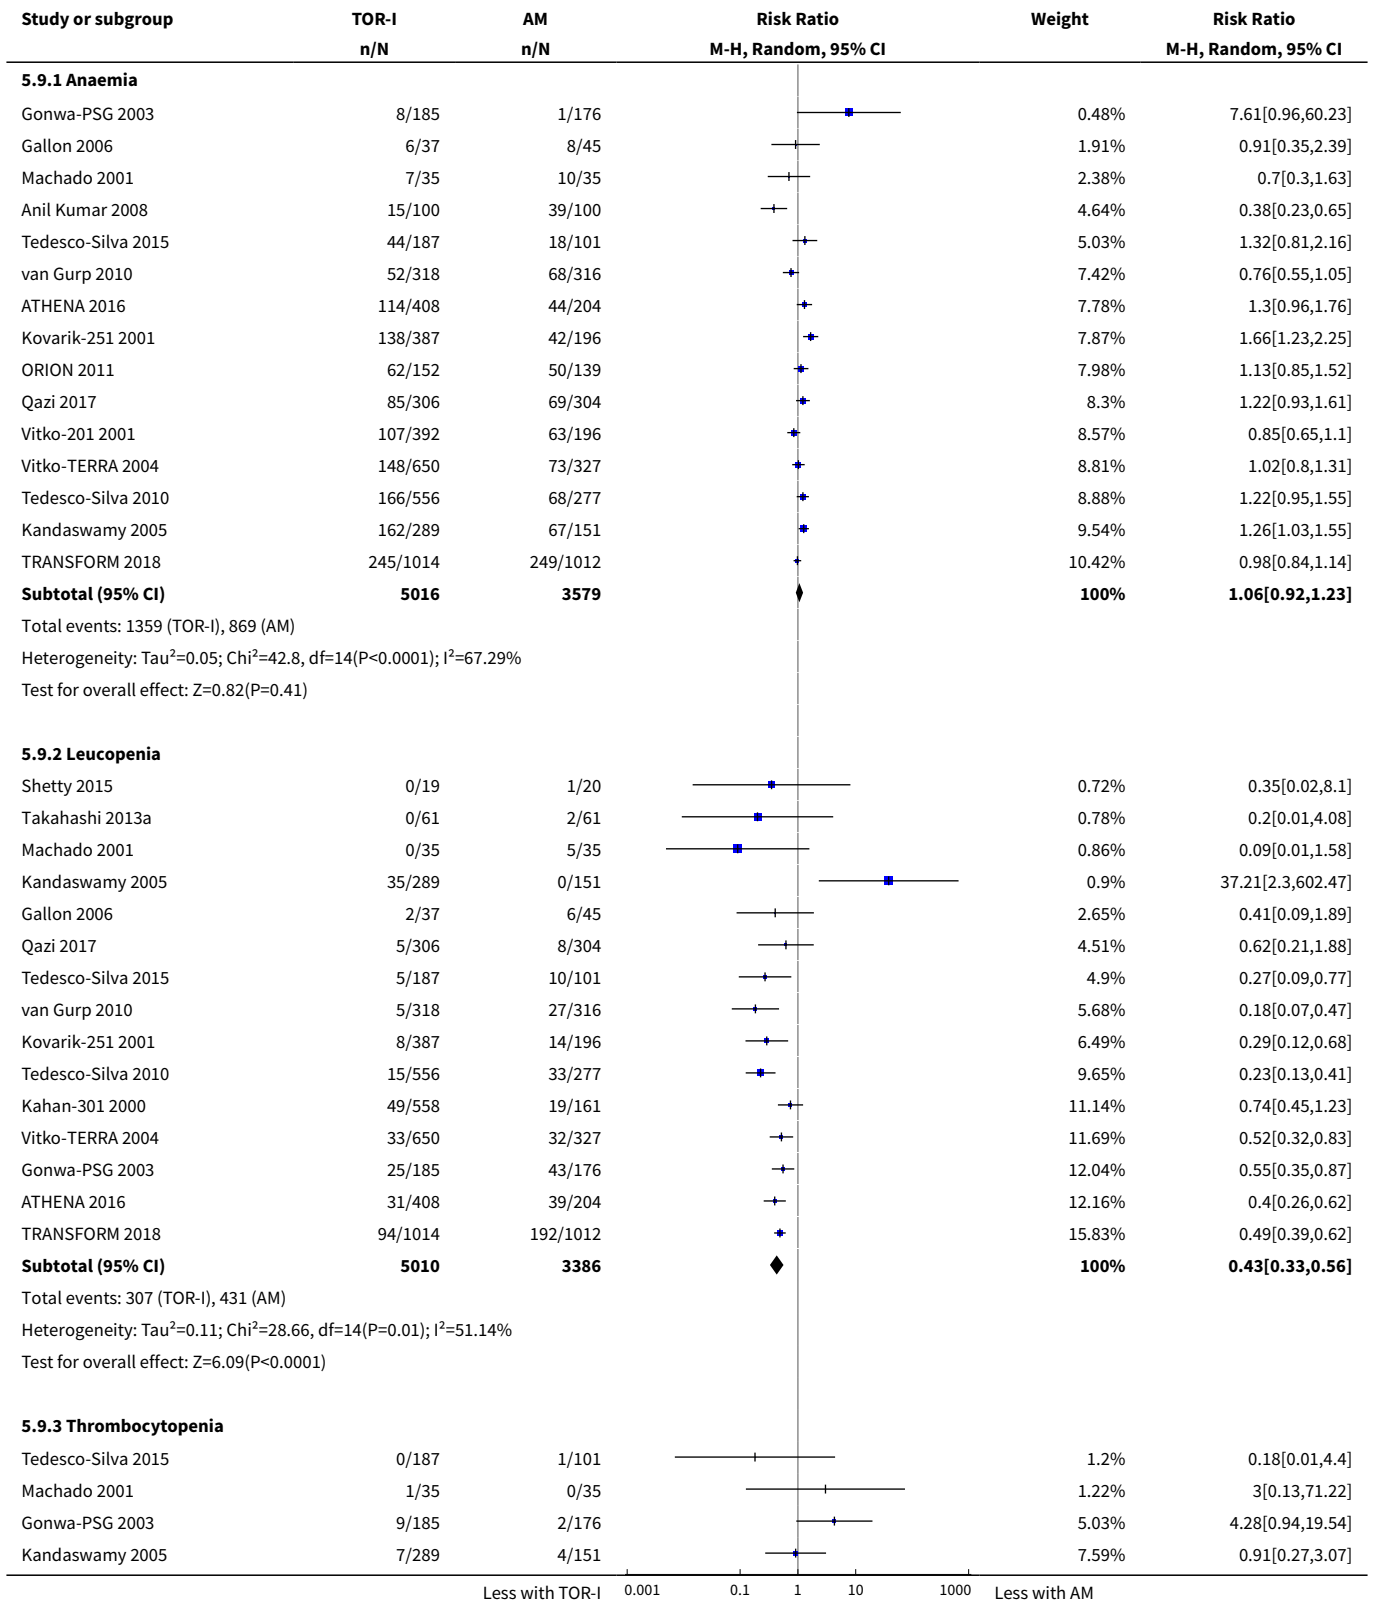 Study or subgroup TOR-I AM Risk Ratio Weight Risk Ratio
n/N n/N M-H, Random, 95% CI M-H, Random, 95% CI
5.9.1 Anaemia
Gonwa-PSG 2003 8/185 1/176 0.48% 7.61[0.96,60.23]
Gallon 2006 6/37 8/45 1.91% 0.91[0.35,2.39]
Machado 2001 7/35 10/35 2.38% 0.7[0.3,1.63]
Anil Kumar 2008 15/100 39/100 4.64% 0.38[0.23,0.65]
Tedesco-Silva 2015 44/187 18/101 5.03% 1.32[0.81,2.16]
van Gurp 2010 52/318 68/316 7.42% 0.76[0.55,1.05]
ATHENA 2016 114/408 44/204 7.78% 1.3[0.96,1.76]
Kovarik-251 2001 138/387 42/196 7.87% 1.66[1.23,2.25]
ORION 2011 62/152 50/139 7.98% 1.13[0.85,1.52]
Qazi 2017 85/306 69/304 8.3% 1.22[0.93,1.61]
Vitko-201 2001 107/392 63/196 8.57% 0.85[0.65,1.1]
Vitko-TERRA 2004 148/650 73/327 8.81% 1.02[0.8,1.31]
Tedesco-Silva 2010 166/556 68/277 8.88% 1.22[0.95,1.55]
Kandaswamy 2005 162/289 67/151 9.54% 1.26[1.03,1.55]
TRANSFORM 2018 245/1014 249/1012 10.42% 0.98[0.84,1.14]
Subtotal (95% CI) 5016 3579 100% 1.06[0.92,1.23]
Total events: 1359 (TOR-I), 869 (AM)
Heterogeneity: Tau²=0.05; Chi²=42.8, df=14(P<0.0001); I²=67.29%
Test for overall effect: Z=0.82(P=0.41)
5.9.2 Leucopenia
Shetty 2015 0/19 1/20 0.72% 0.35[0.02,8.1]
Takahashi 2013a 0/61 2/61 0.78% 0.2[0.01,4.08]
Machado 2001 0/35 5/35 0.86% 0.09[0.01,1.58]
Kandaswamy 2005 35/289 0/151 0.9% 37.21[2.3,602.47]
Gallon 2006 2/37 6/45 2.65% 0.41[0.09,1.89]
Qazi 2017 5/306 8/304 4.51% 0.62[0.21,1.88]
Tedesco-Silva 2015 5/187 10/101 4.9% 0.27[0.09,0.77]
van Gurp 2010 5/318 27/316 5.68% 0.18[0.07,0.47]
Kovarik-251 2001 8/387 14/196 6.49% 0.29[0.12,0.68]
Tedesco-Silva 2010 15/556 33/277 9.65% 0.23[0.13,0.41]
Kahan-301 2000 49/558 19/161 11.14% 0.74[0.45,1.23]
Vitko-TERRA 2004 33/650 32/327 11.69% 0.52[0.32,0.83]
Gonwa-PSG 2003 25/185 43/176 12.04% 0.55[0.35,0.87]
ATHENA 2016 31/408 39/204 12.16% 0.4[0.26,0.62]
TRANSFORM 2018 94/1014 192/1012 15.83% 0.49[0.39,0.62]
Subtotal (95% CI) 5010 3386 100% 0.43[0.33,0.56]
Total events: 307 (TOR-I), 431 (AM)
Heterogeneity: Tau²=0.11; Chi²=28.66, df=14(P=0.01); I²=51.14%
Test for overall effect: Z=6.09(P<0.0001)
5.9.3 Thrombocytopenia
Tedesco-Silva 2015 0/187 1/101 1.2% 0.18[0.01,4.4]
Machado 2001 1/35 0/35 1.22% 3[0.13,71.22]
Gonwa-PSG 2003 9/185 2/176 5.03% 4.28[0.94,19.54]
Kandaswamy 2005 7/289 4/151 7.59% 0.91[0.27,3.07]
Less with TOR-I 0.001 0.1 1 10 1000 Less with AM